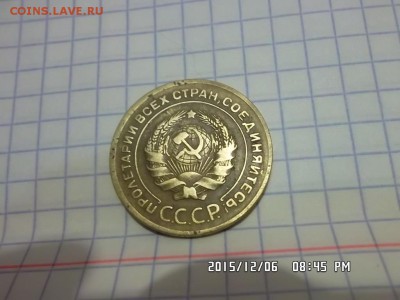 COINS.LAVE.RU
ПРОЛЕТАРИИ ВСЕХ СТРАН, СОЕДИНЯЙТЕСЬ!
С.С.С.Р.
2015/12/06 08:45 PM